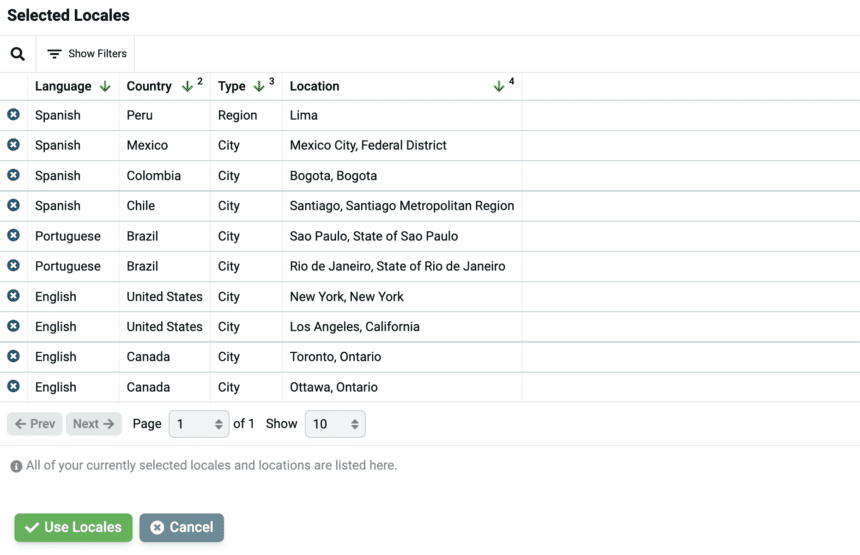 Selected Locales
Show Filters
Language Country 2 Type 3 Location 4
Spanish Peru Region Lima
Spanish Mexico City Mexico City, Federal District
Spanish Colombia City Bogota, Bogota
Spanish Chile City Santiago, Santiago Metropolitan Region
Portuguese Brazil City Sao Paulo, State of Sao Paulo
Portuguese Brazil City Rio de Janeiro, State of Rio de Janeiro
English United States City New York, New York
English United States City Los Angeles, California
English Canada City Toronto, Ontario
English Canada City Ottawa, Ontario
Prev Next Page 1 of 1 Show 10
All of your currently selected locales and locations are listed here.
Use Locales Cancel